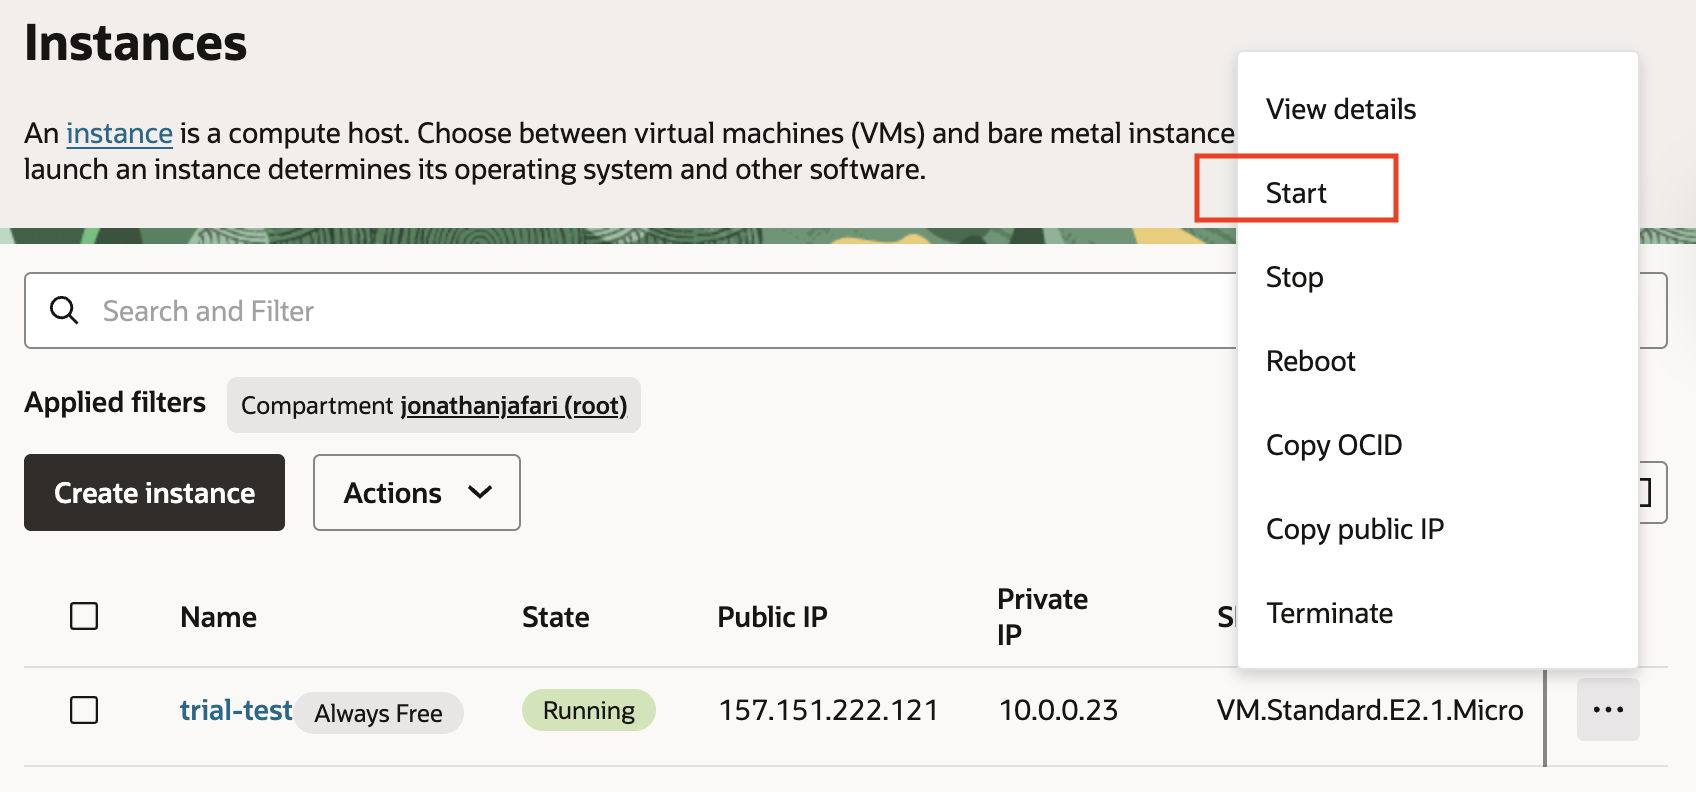 Instances
An instance is a compute host. Choose between virtual machines (VMs) and bare metal instance
launch an instance determines its operating system and other software.
View details
Start
Stop
Reboot
Copy OCID
Copy public IP
Terminate
Search and Filter
Applied filters Compartment jonathanjafari (root)
Create instance Actions
Name State Public IP Private IP
trial-test Always Free Running 157.151.222.121 10.0.0.23 VM.Standard.E2.1.Micro